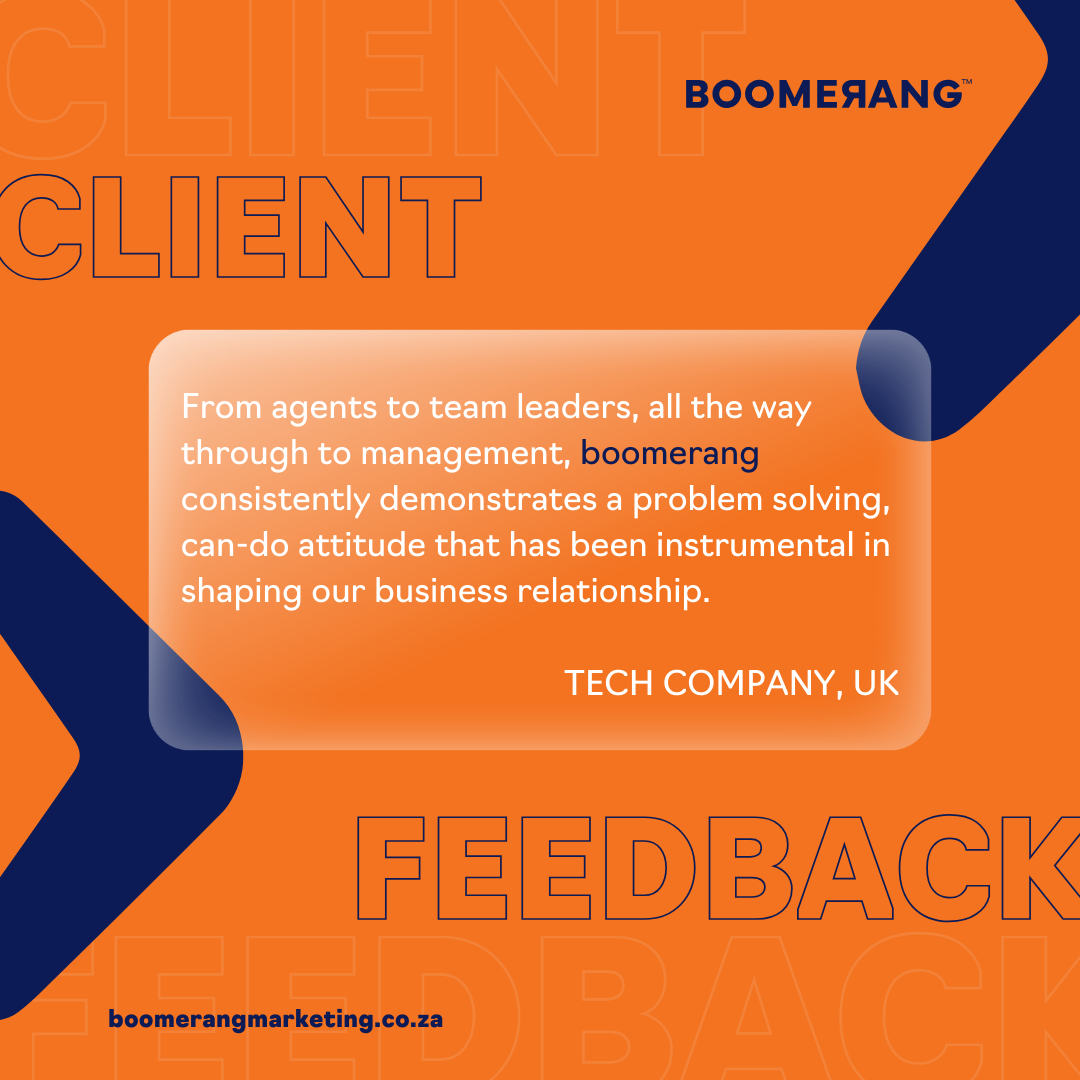 CLIENT
BOOMERANG™
CLIENT
From agents to team leaders, all the way
through to management, boomerang
consistently demonstrates a problem solving,
can-do attitude that has been instrumental in
shaping our business relationship.
TECH COMPANY, UK
FEEDBACK
FEEDBACK
boomerangmarketing.co.za